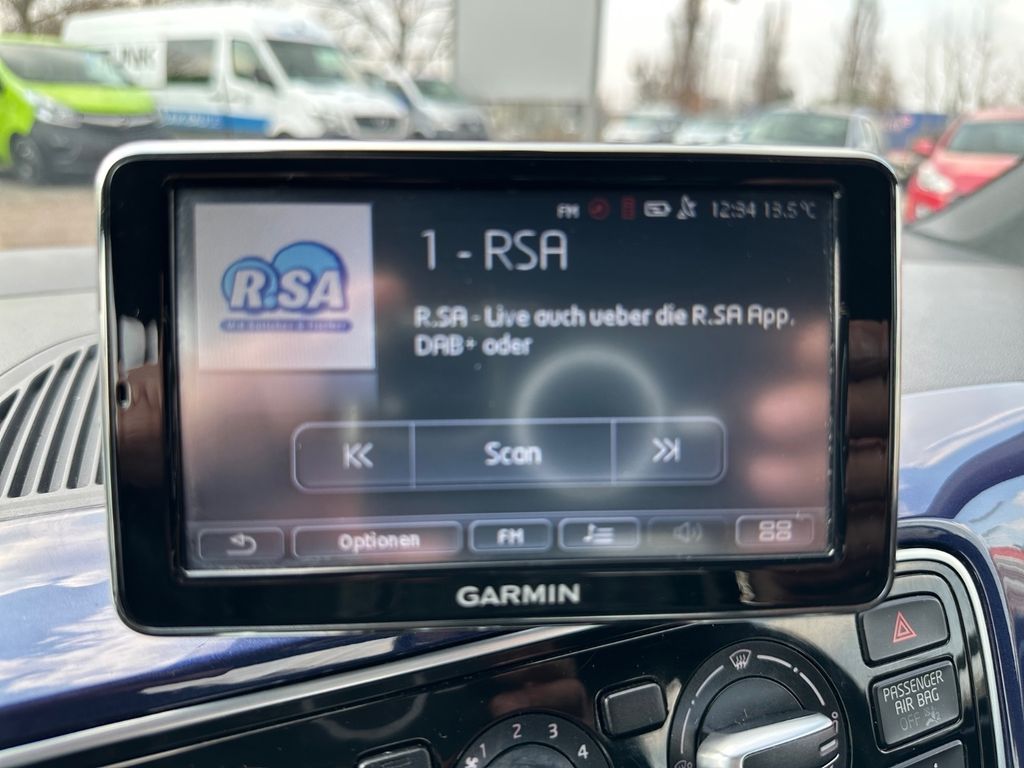 FM 12:34 13.5°C
1 - RSA
R.SA
R.SA - Live auch ueber die R.SA App.
DAB+ oder
Scan
Optionen
FM
GARMIN
PASSENGER
AIR BAG
OFF
1 2 3 4